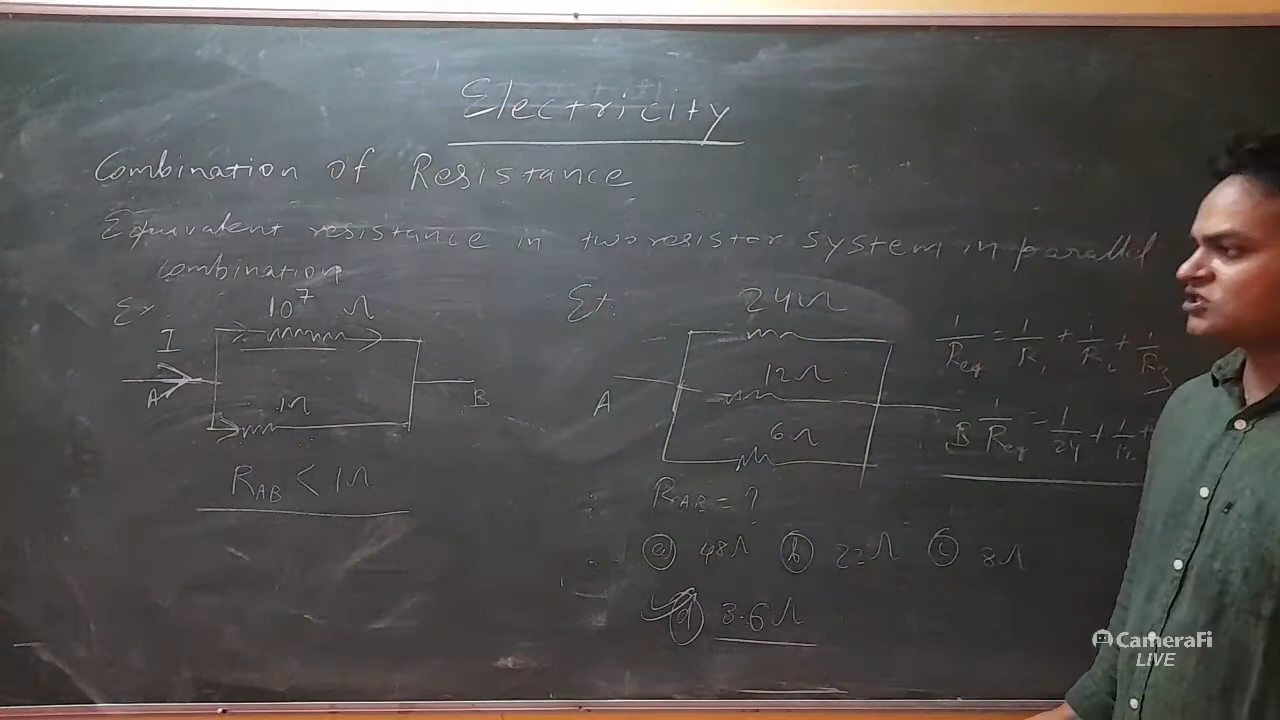 Electricity
Combination of Resistance
Equivalent resistance in two resistor system in parallel
combination
Ex.
10⁷ Ω
I
A
1Ω
B
R_AB < 1Ω
Ex.
24Ω
12Ω
6Ω
A
B
1/R_eq = 1/R₁ + 1/R₂ + 1/R₃
1/R_eq = 1/24 + 1/12 +
R_AB = ?
(a) 48Ω (b) 22Ω (c) 8Ω
(d) 3.6Ω
CameraFi
LIVE